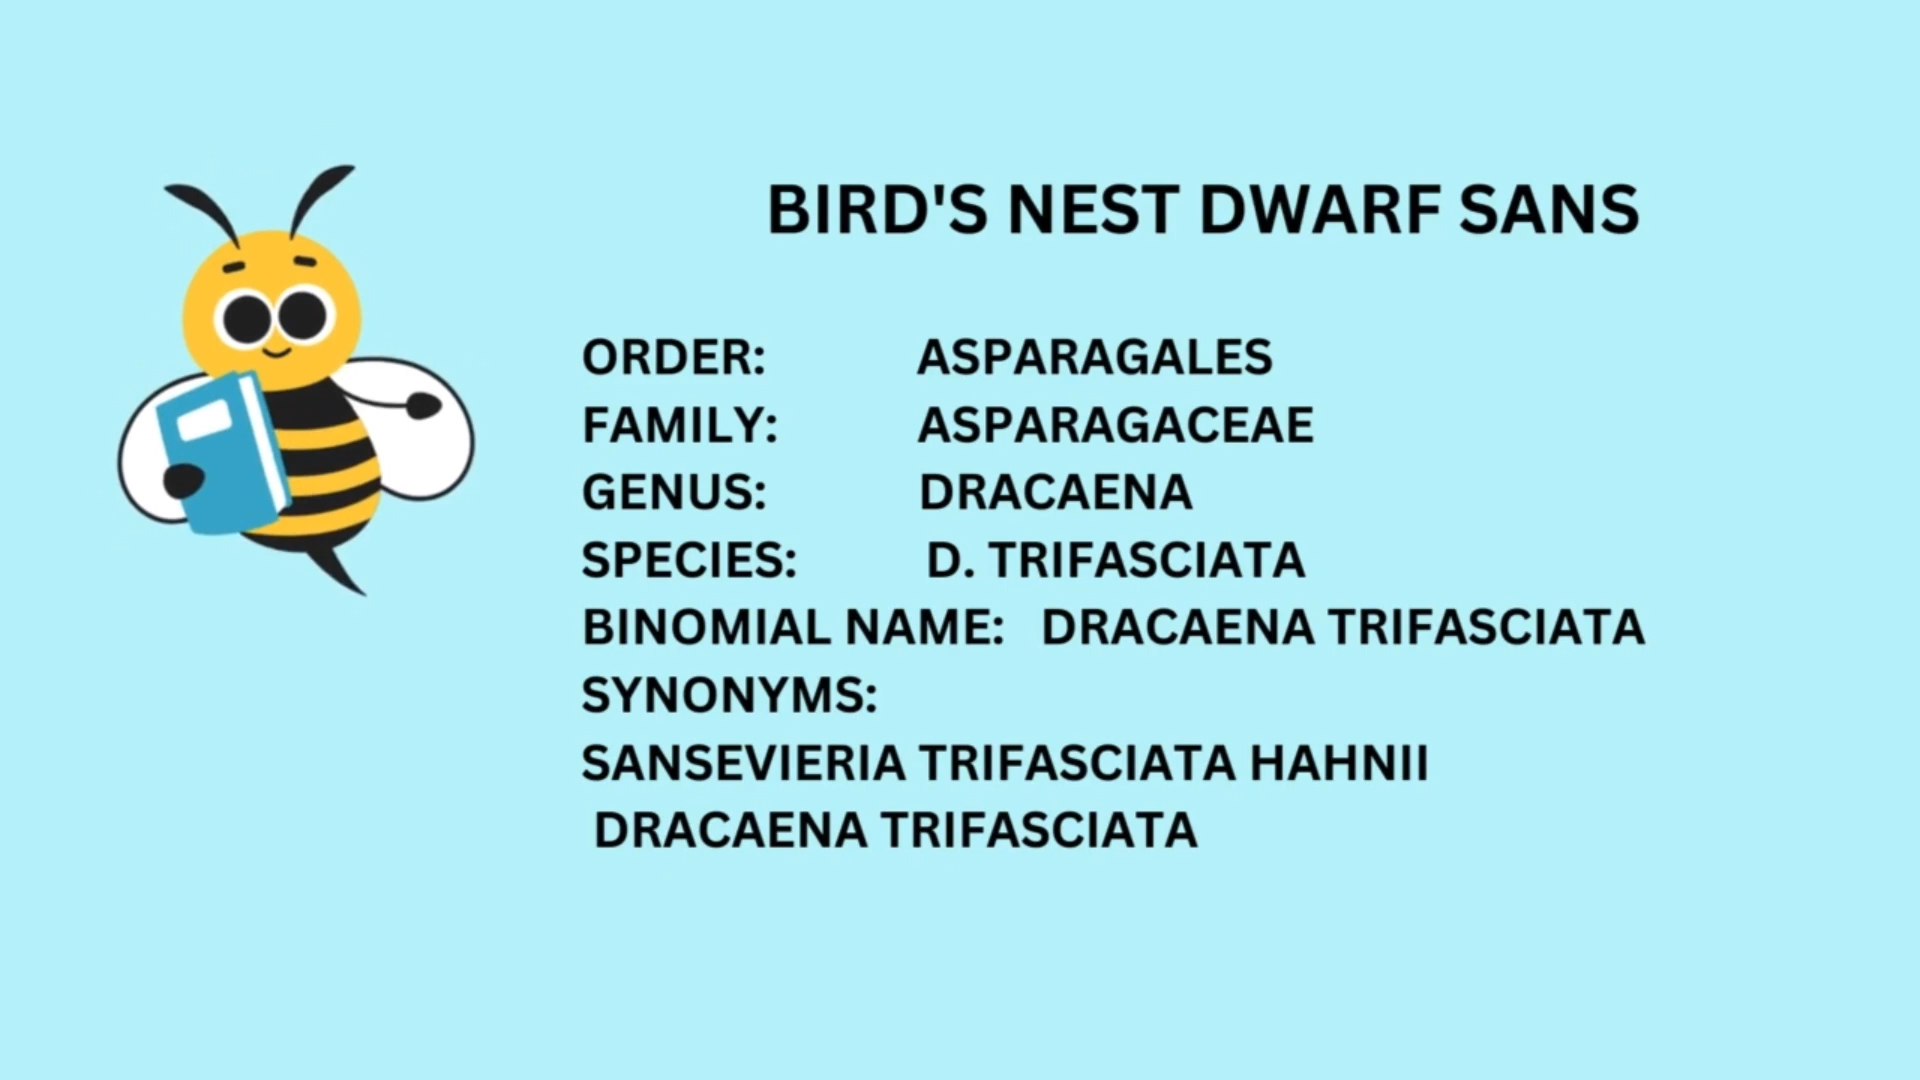 BIRD'S NEST DWARF SANS
ORDER: ASPARAGALES
FAMILY: ASPARAGACEAE
GENUS: DRACAENA
SPECIES: D. TRIFASCIATA
BINOMIAL NAME: DRACAENA TRIFASCIATA
SYNONYMS:
SANSEVIERIA TRIFASCIATA HAHNII
DRACAENA TRIFASCIATA